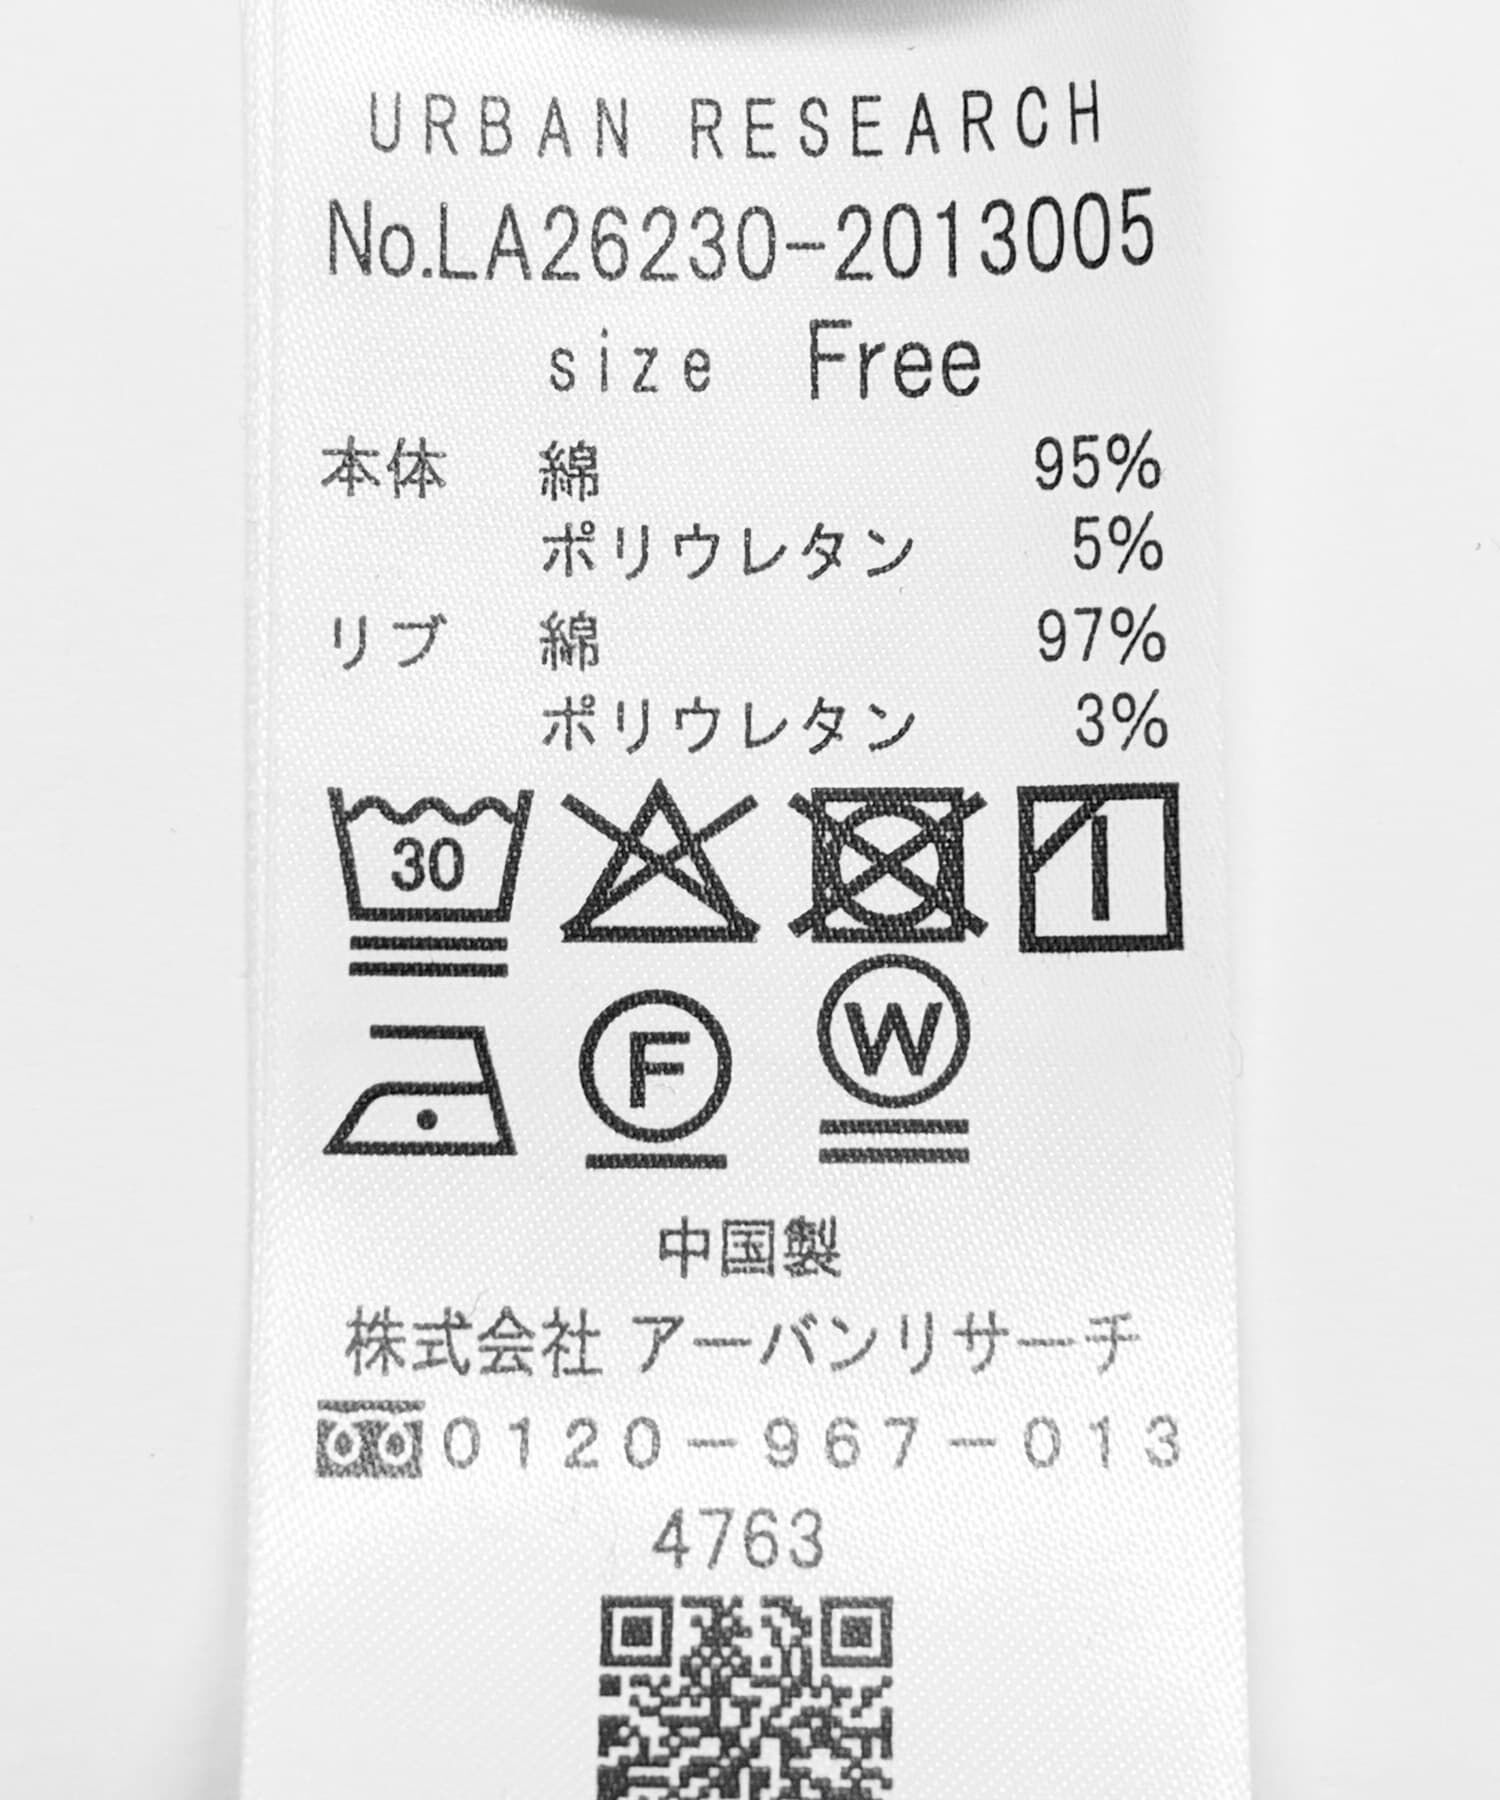 URBAN RESEARCH
No.LA26230-2013005
size Free
本体 綿 95%
ポリウレタン 5%
リブ 綿 97%
ポリウレタン 3%
30
F W
中国製
株式会社 アーバンリサーチ
0120-967-013
4763